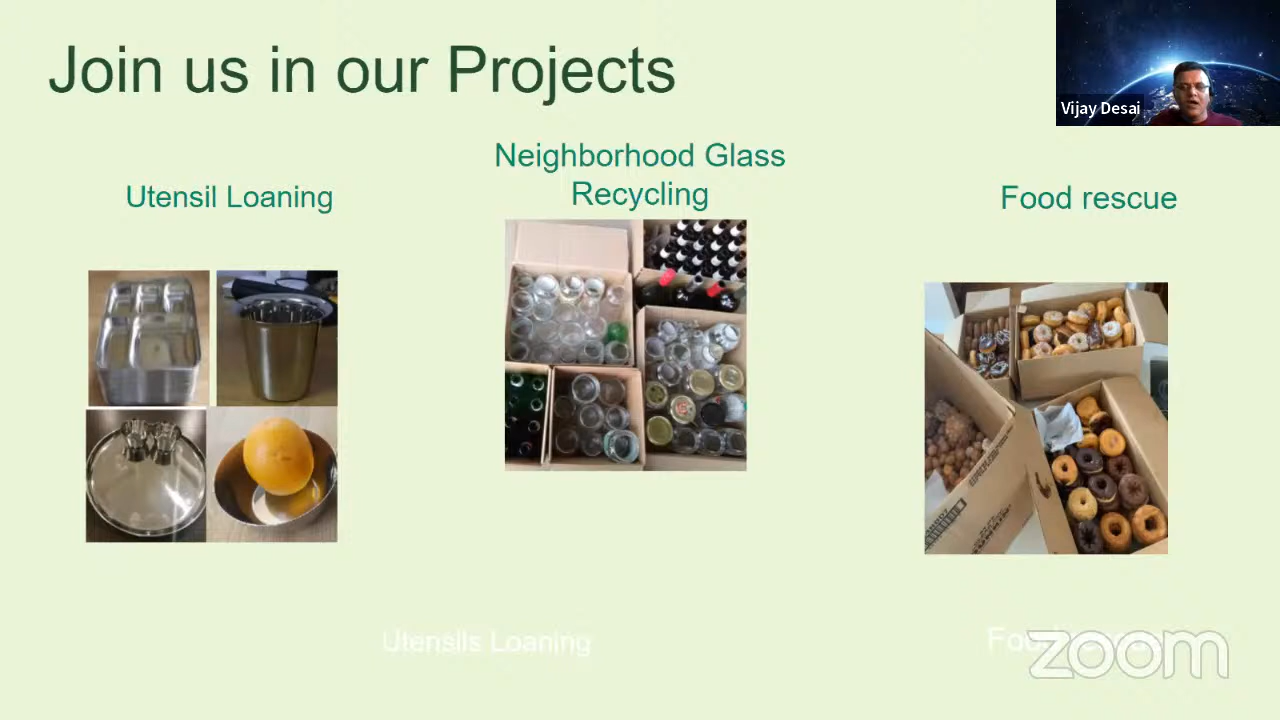 Join us in our Projects
Vijay Desai
Utensil Loaning
Neighborhood Glass
Recycling
Food rescue
Utensils Loaning
zoom